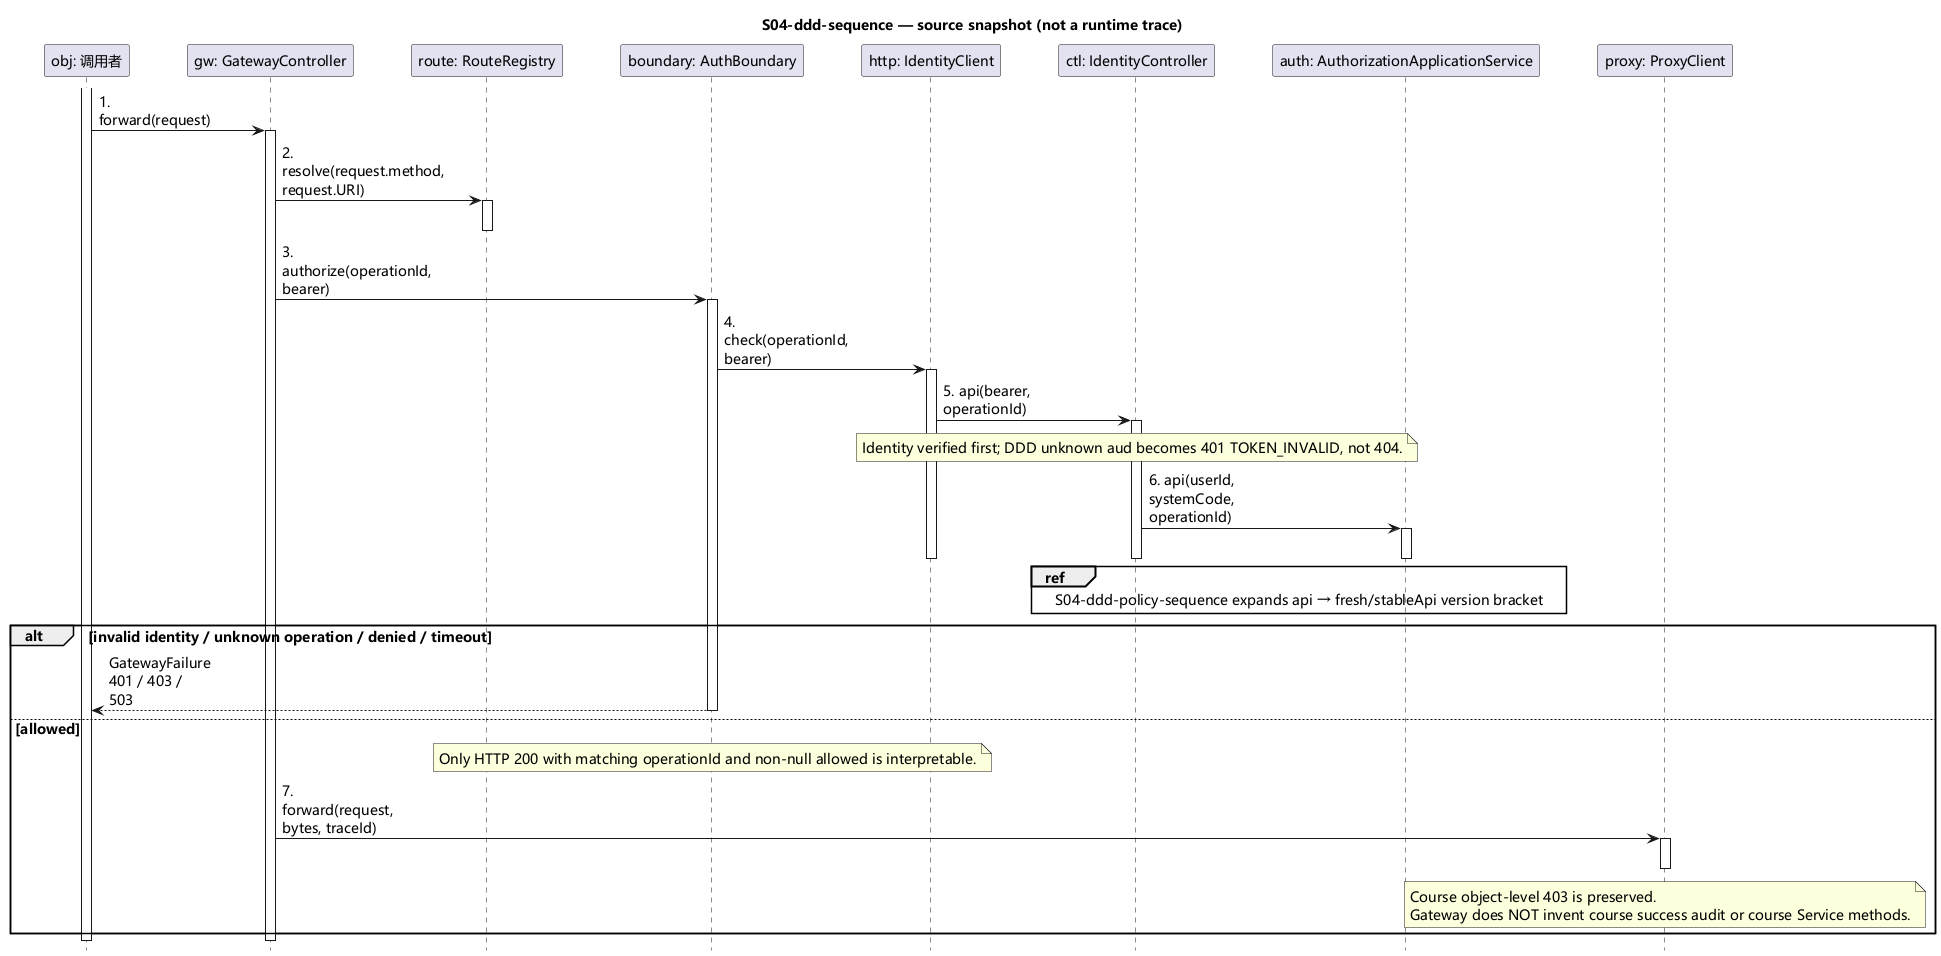 S04-ddd-sequence — source snapshot (not a runtime trace)
obj: 调用者
gw: GatewayController
route: RouteRegistry
boundary: AuthBoundary
http: IdentityClient
ctl: IdentityController
auth: AuthorizationApplicationService
proxy: ProxyClient
1.
forward(request)
2.
resolve(request.method,
request.URI)
3.
authorize(operationId,
bearer)
4.
check(operationId,
bearer)
5. api(bearer,
operationId)
Identity verified first; DDD unknown aud becomes 401 TOKEN_INVALID, not 404.
6. api(userId,
systemCode,
operationId)
ref
S04-ddd-policy-sequence expands api → fresh/stableApi version bracket
alt
[invalid identity / unknown operation / denied / timeout]
GatewayFailure
401 / 403 /
503
[allowed]
Only HTTP 200 with matching operationId and non-null allowed is interpretable.
7.
forward(request,
bytes, traceId)
Course object-level 403 is preserved.
Gateway does NOT invent course success audit or course Service methods.